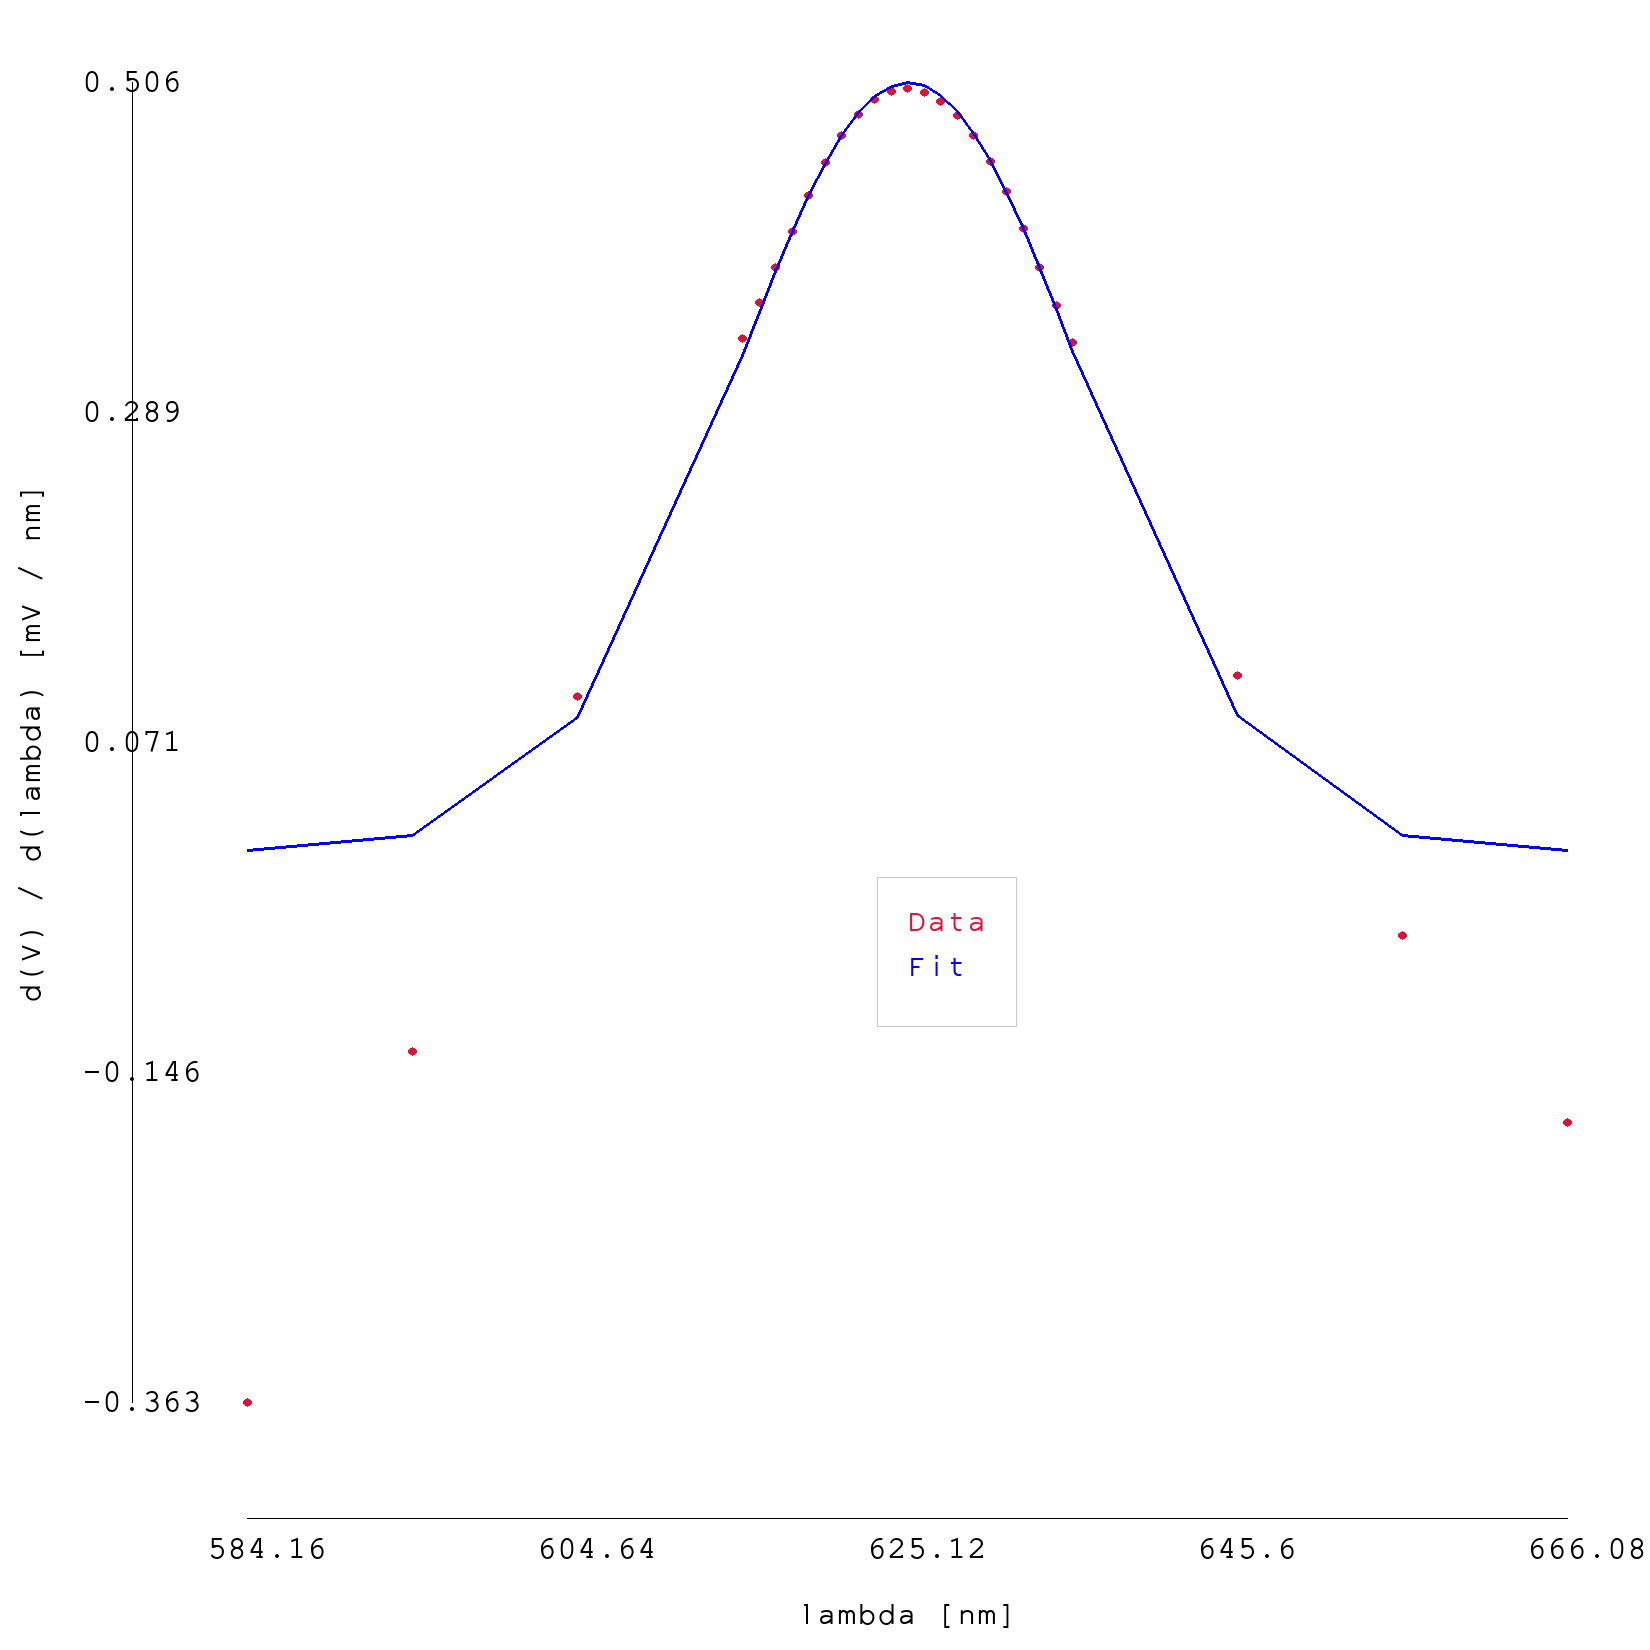 0.506
0.289
0.071
-0.146
-0.363
d(V) / d(lambda) [mV / nm]
Data
Fit
584.16
604.64
625.12
645.6
666.08
lambda [nm]